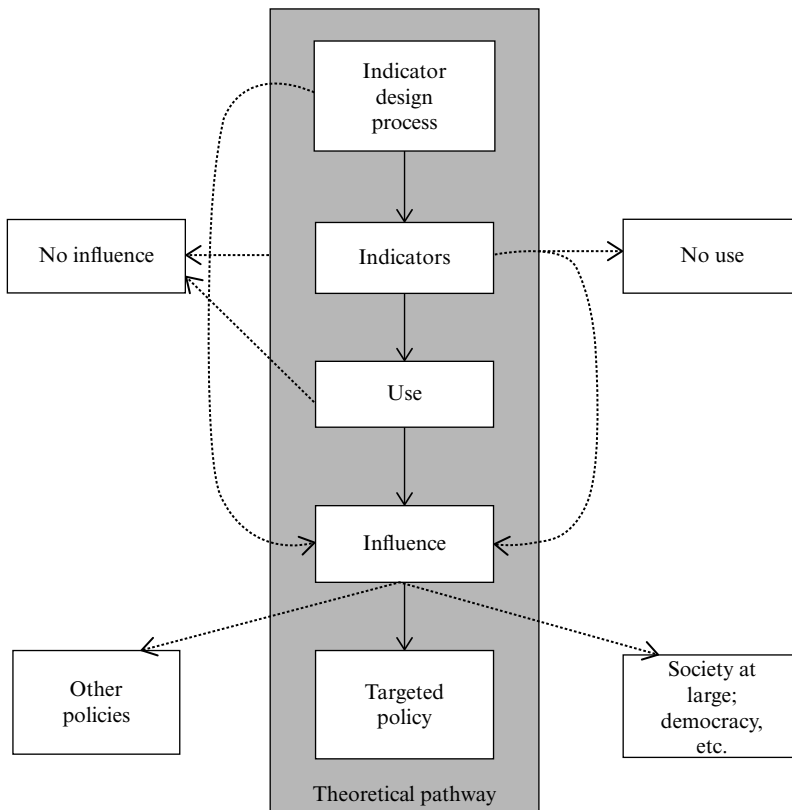 Indicator
design
process
No influence
Indicators
No use
Use
Influence
Other
policies
Targeted
policy
Society at
large;
democracy,
etc.
Theoretical pathway